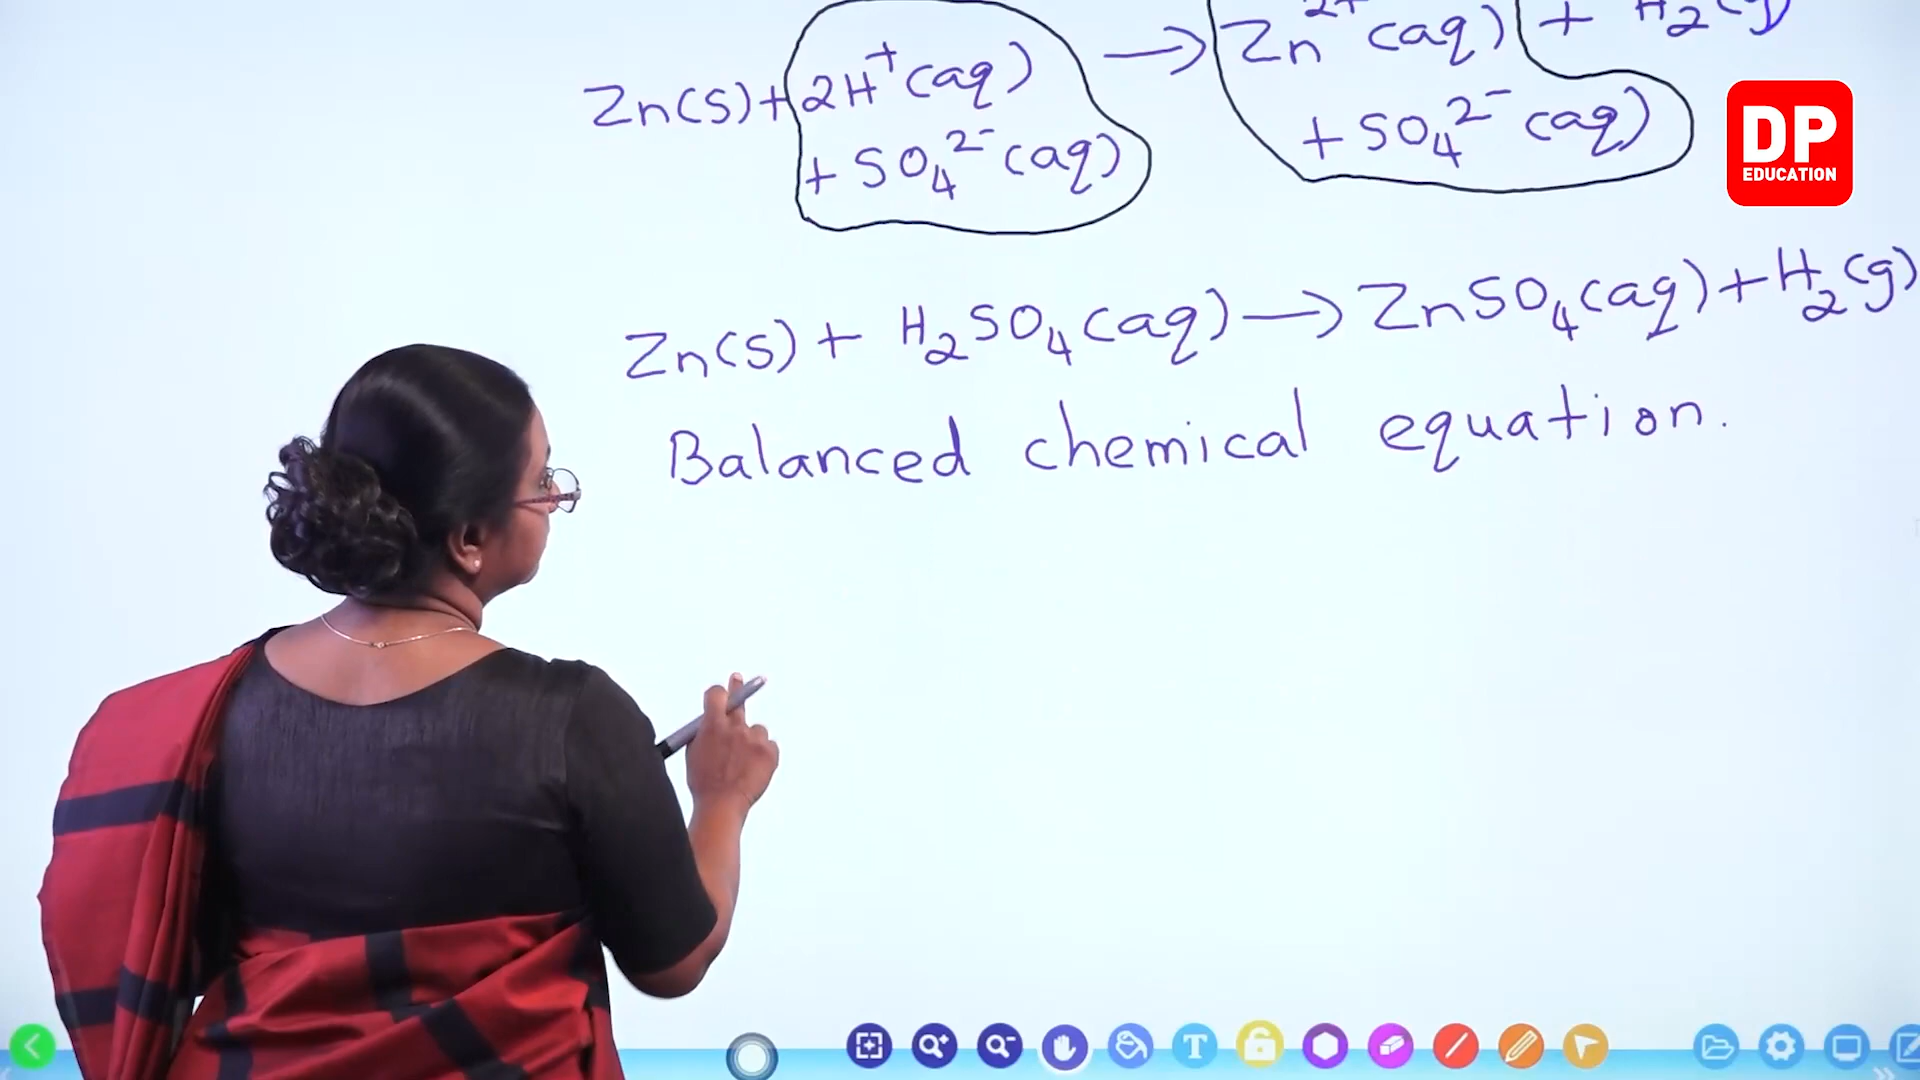 Zn(s) + 2H⁺(aq) → Zn²⁺(aq) + H₂(g)
+ SO₄²⁻(aq) + SO₄²⁻(aq)
DP
EDUCATION
Zn(s) + H₂SO₄(aq) → ZnSO₄(aq) + H₂(g)
Balanced chemical equation.
T